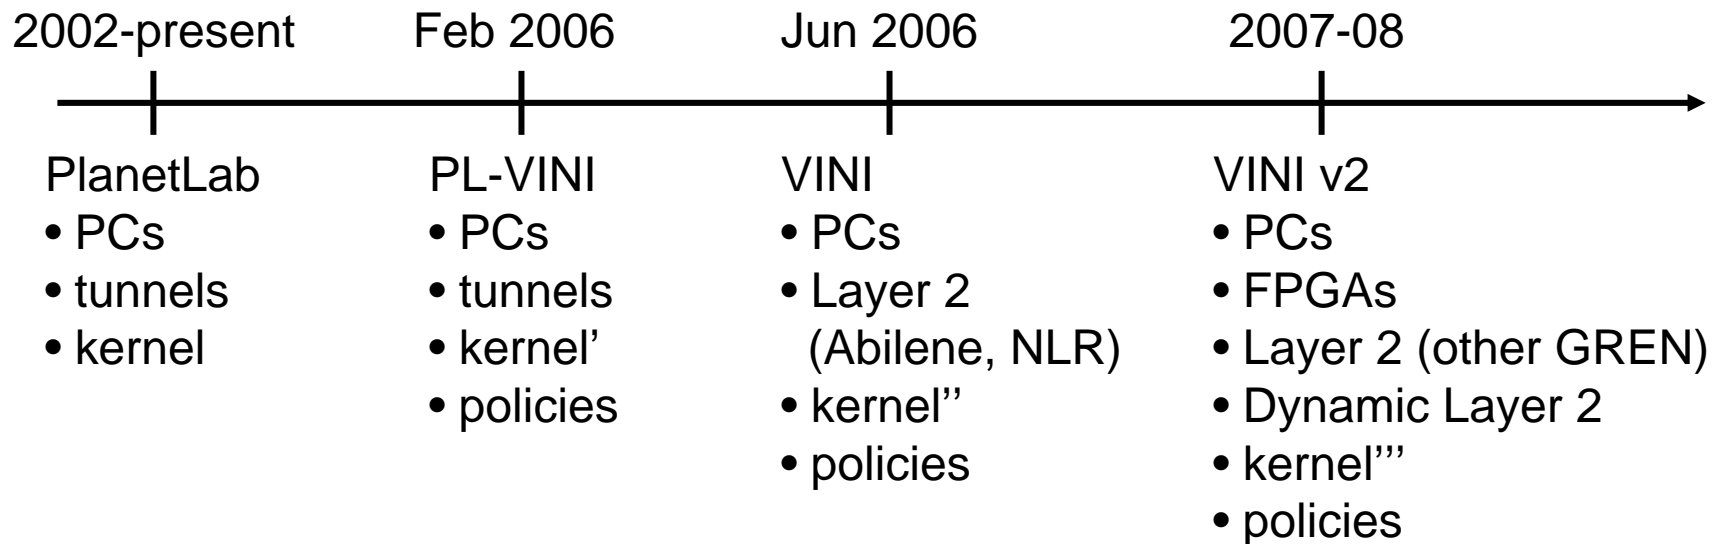 2002-present
Feb 2006
Jun 2006
2007-08
PlanetLab
• PCs
• tunnels
• kernel
PL-VINI
• PCs
• tunnels
• kernel'
• policies
VINI
• PCs
• Layer 2
(Abilene, NLR)
• kernel’’
• policies
VINI v2
• PCs
• FPGAs
• Layer 2 (other GREN)
• Dynamic Layer 2
• kernel’’’
• policies